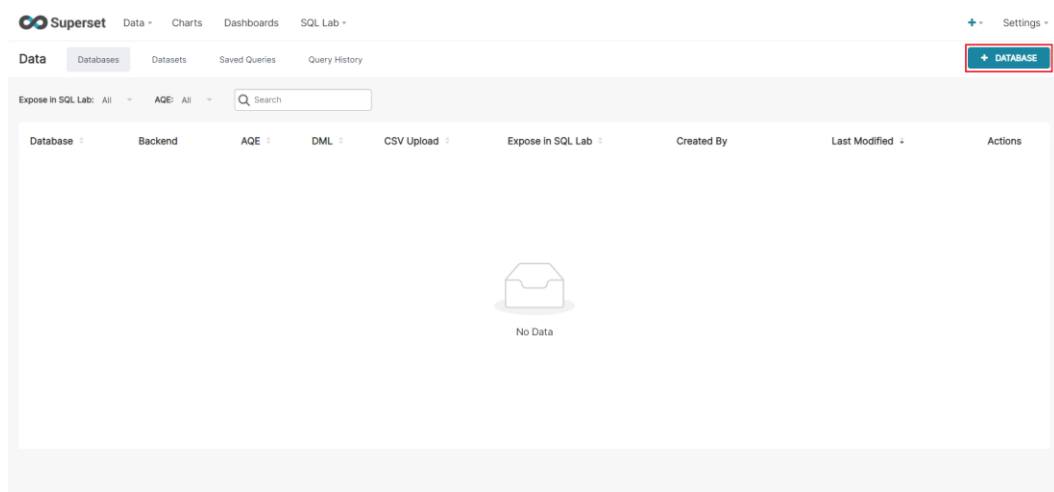 Superset Data Charts Dashboards SQL Lab + Settings
Data Databases Datasets Saved Queries Query History + DATABASE
Expose in SQL Lab: All AQE: All Search
Database Backend AQE DML CSV Upload Expose in SQL Lab Created By Last Modified Actions
No Data